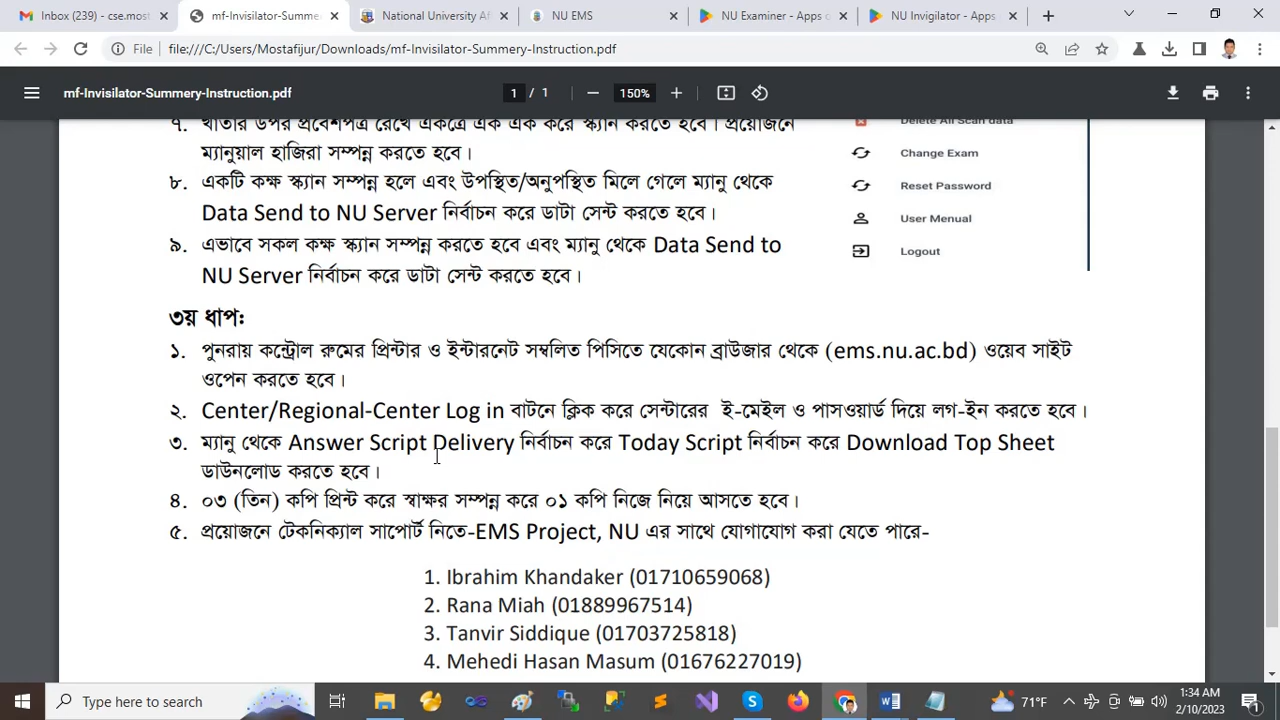 Inbox (239) - cse.most
mf-Invisilator-Summe
National University Af
NU EMS
NU Examiner - Apps o
NU Invigilator - Apps
File
file:///C:/Users/Mostafijur/Downloads/mf-Invisilator-Summery-Instruction.pdf
mf-Invisilator-Summery-Instruction.pdf
1 / 1
150%
৭. খাতার উপর প্রবেশপত্র রেখে একত্রে এক এক করে স্ক্যান করতে হবে। প্রয়োজনে
ম্যানুয়াল হাজিরা সম্পন্ন করতে হবে।
৮. একটি কক্ষ স্ক্যান সম্পন্ন হলে এবং উপস্থিত/অনুপস্থিত মিলে গেলে ম্যানু থেকে
Data Send to NU Server নির্বাচন করে ডাটা সেন্ট করতে হবে।
৯. এভাবে সকল কক্ষ স্ক্যান সম্পন্ন করতে হবে এবং ম্যানু থেকে Data Send to
NU Server নির্বাচন করে ডাটা সেন্ট করতে হবে।
Delete All Scan data
Change Exam
Reset Password
User Menual
Logout
৩য় ধাপঃ
১. পুনরায় কন্ট্রোল রুমের প্রিন্টার ও ইন্টারনেট সম্বলিত পিসিতে যেকোন ব্রাউজার থেকে (ems.nu.ac.bd) ওয়েব সাইট
ওপেন করতে হবে।
২. Center/Regional-Center Log in বাটনে ক্লিক করে সেন্টারের ই-মেইল ও পাসওয়ার্ড দিয়ে লগ-ইন করতে হবে।
৩. ম্যানু থেকে Answer Script Delivery নির্বাচন করে Today Script নির্বাচন করে Download Top Sheet
ডাউনলোড করতে হবে।
৪. ০৩ (তিন) কপি প্রিন্ট করে স্বাক্ষর সম্পন্ন করে ০১ কপি নিজে নিয়ে আসতে হবে।
৫. প্রয়োজনে টেকনিক্যাল সাপোর্ট নিতে-EMS Project, NU এর সাথে যোগাযোগ করা যেতে পারে-
1. Ibrahim Khandaker (01710659068)
2. Rana Miah (01889967514)
3. Tanvir Siddique (01703725818)
4. Mehedi Hasan Masum (01676227019)
Type here to search
71°F
1:34 AM
2/10/2023